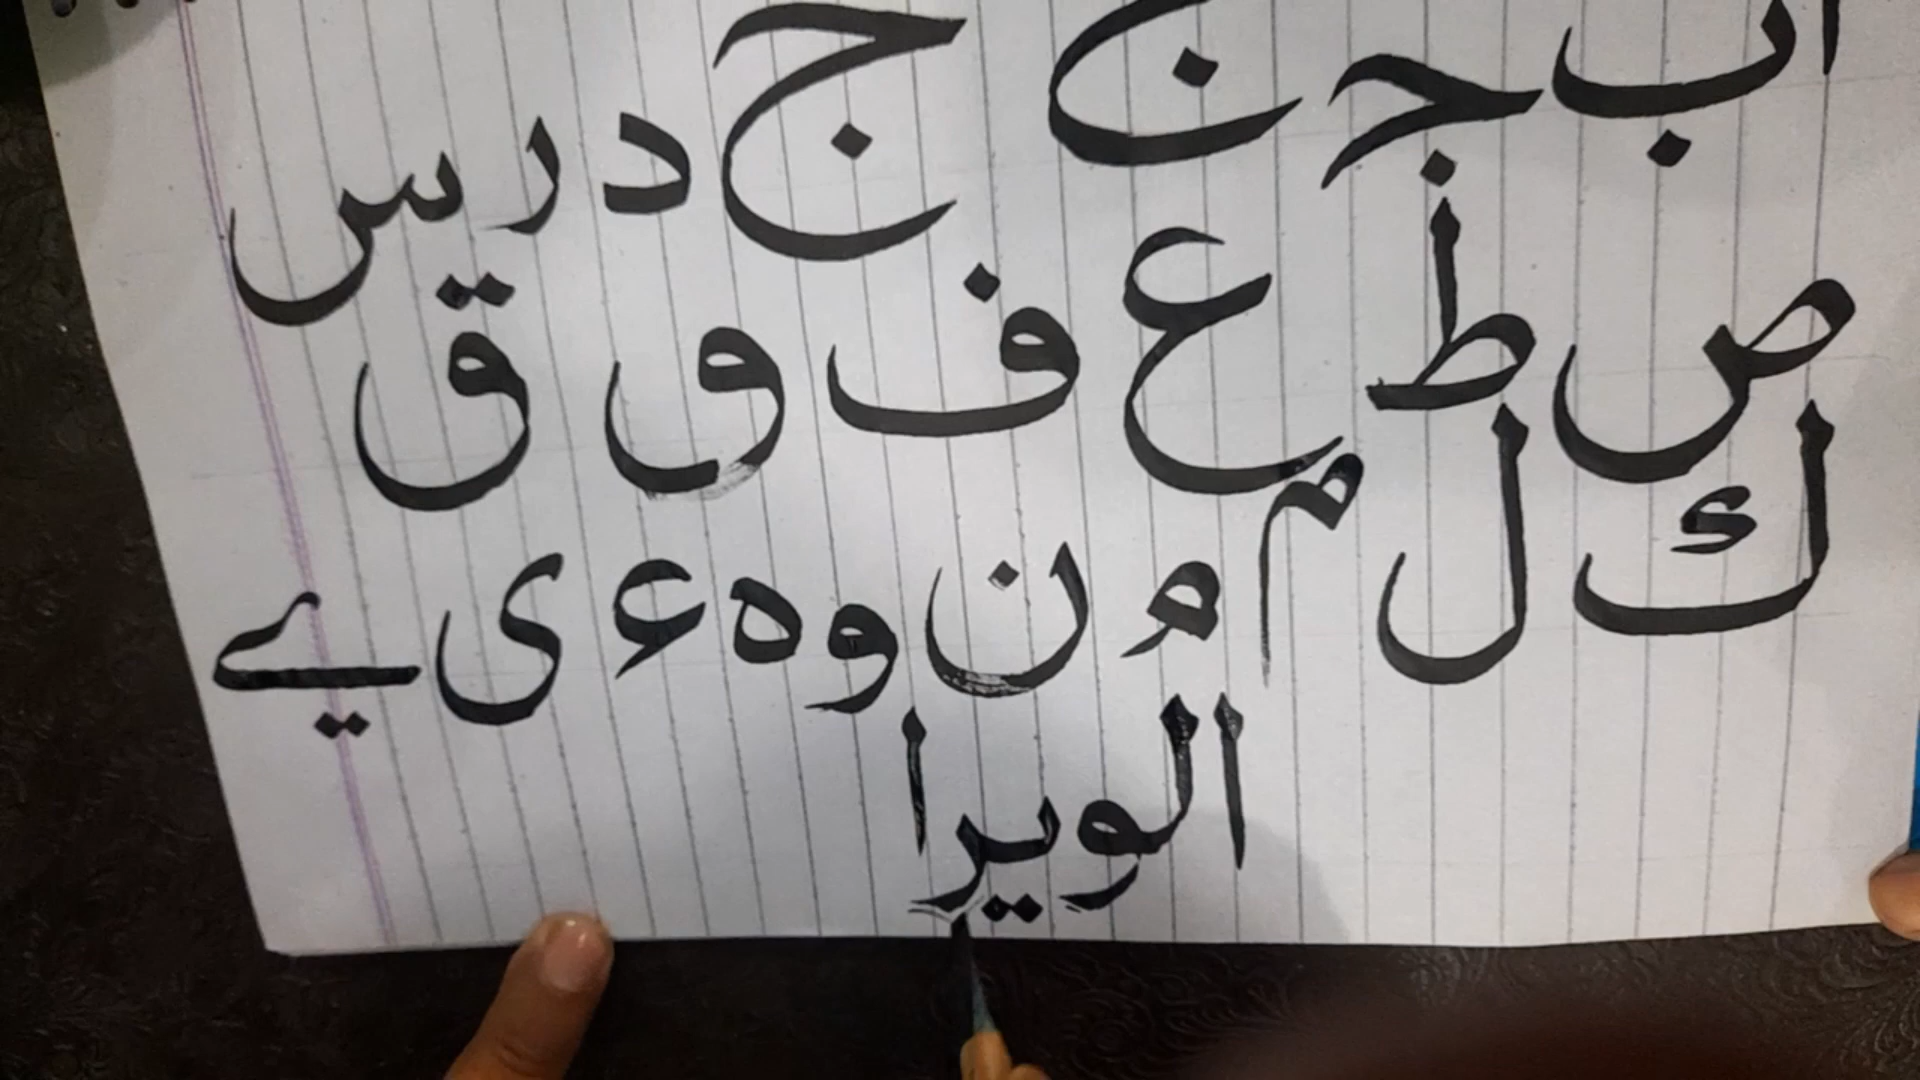 ا ب ج ج ج د ر س
ص ط ع ف و ق
ك ل م م ن و ه ء ی ے
الويرا